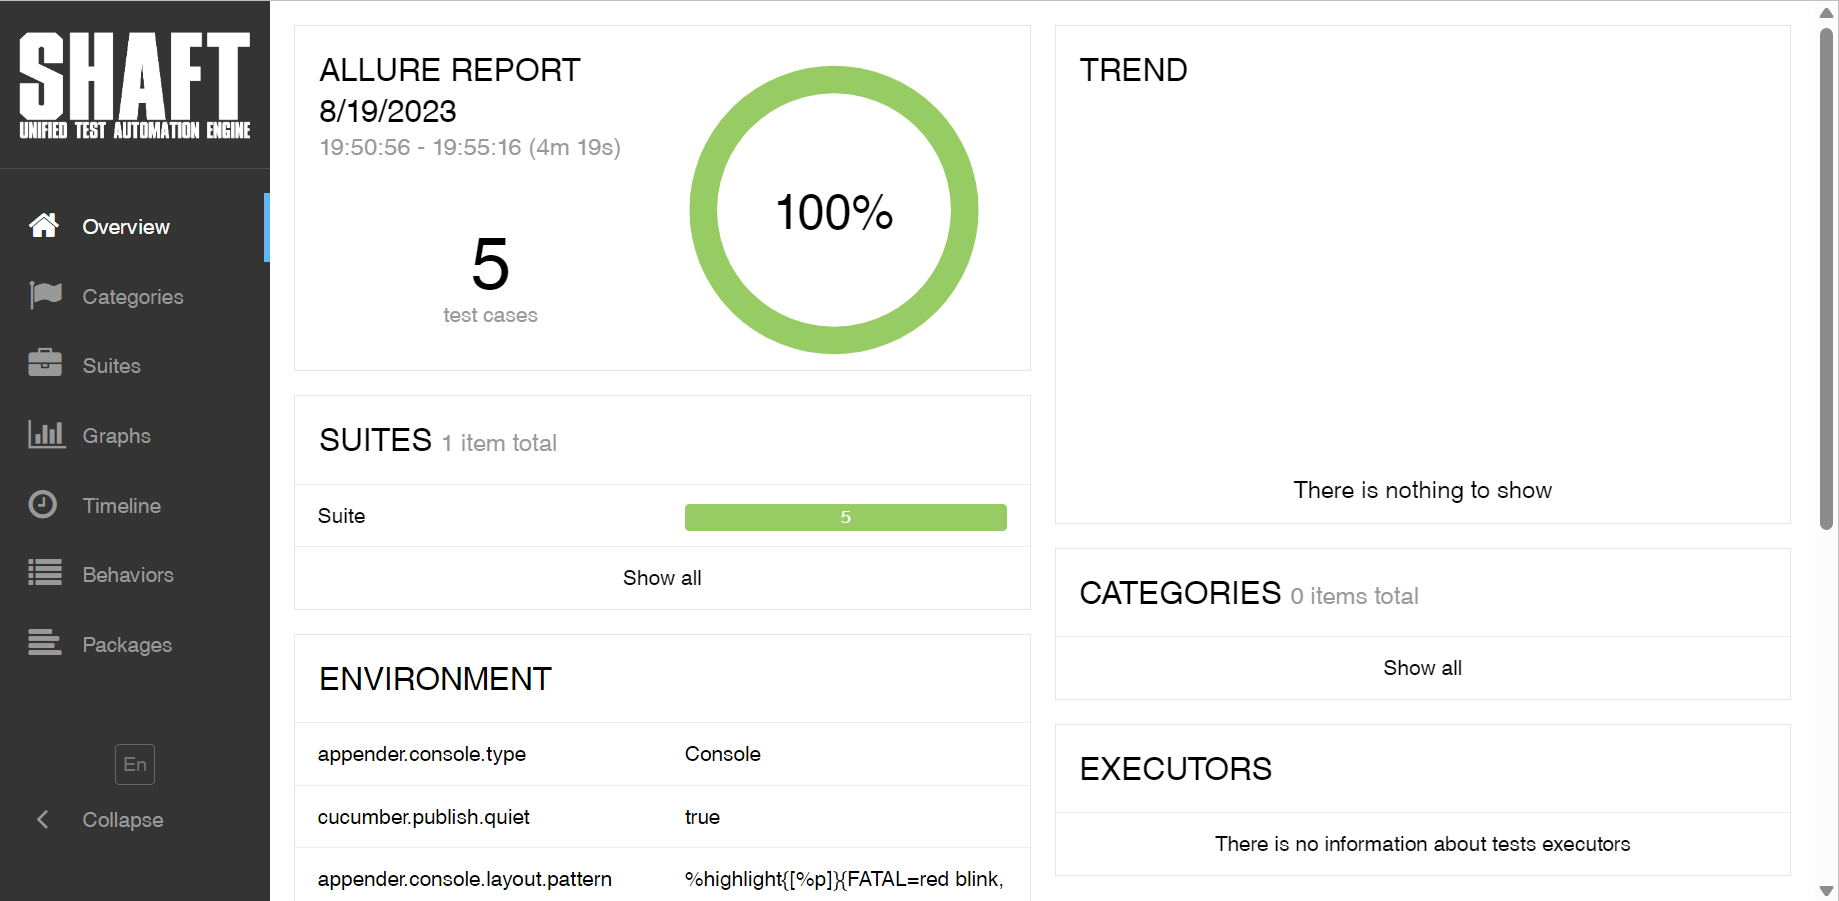 SHAFT
UNIFIED TEST AUTOMATION ENGINE
Overview
Categories
Suites
Graphs
Timeline
Behaviors
Packages
En
Collapse
ALLURE REPORT
8/19/2023
19:50:56 - 19:55:16 (4m 19s)
5
test cases
100%
SUITES 1 item total
Suite 5
Show all
ENVIRONMENT
appender.console.type Console
cucumber.publish.quiet true
appender.console.layout.pattern %highlight{[%p]}{FATAL=red blink,
TREND
There is nothing to show
CATEGORIES 0 items total
Show all
EXECUTORS
There is no information about tests executors